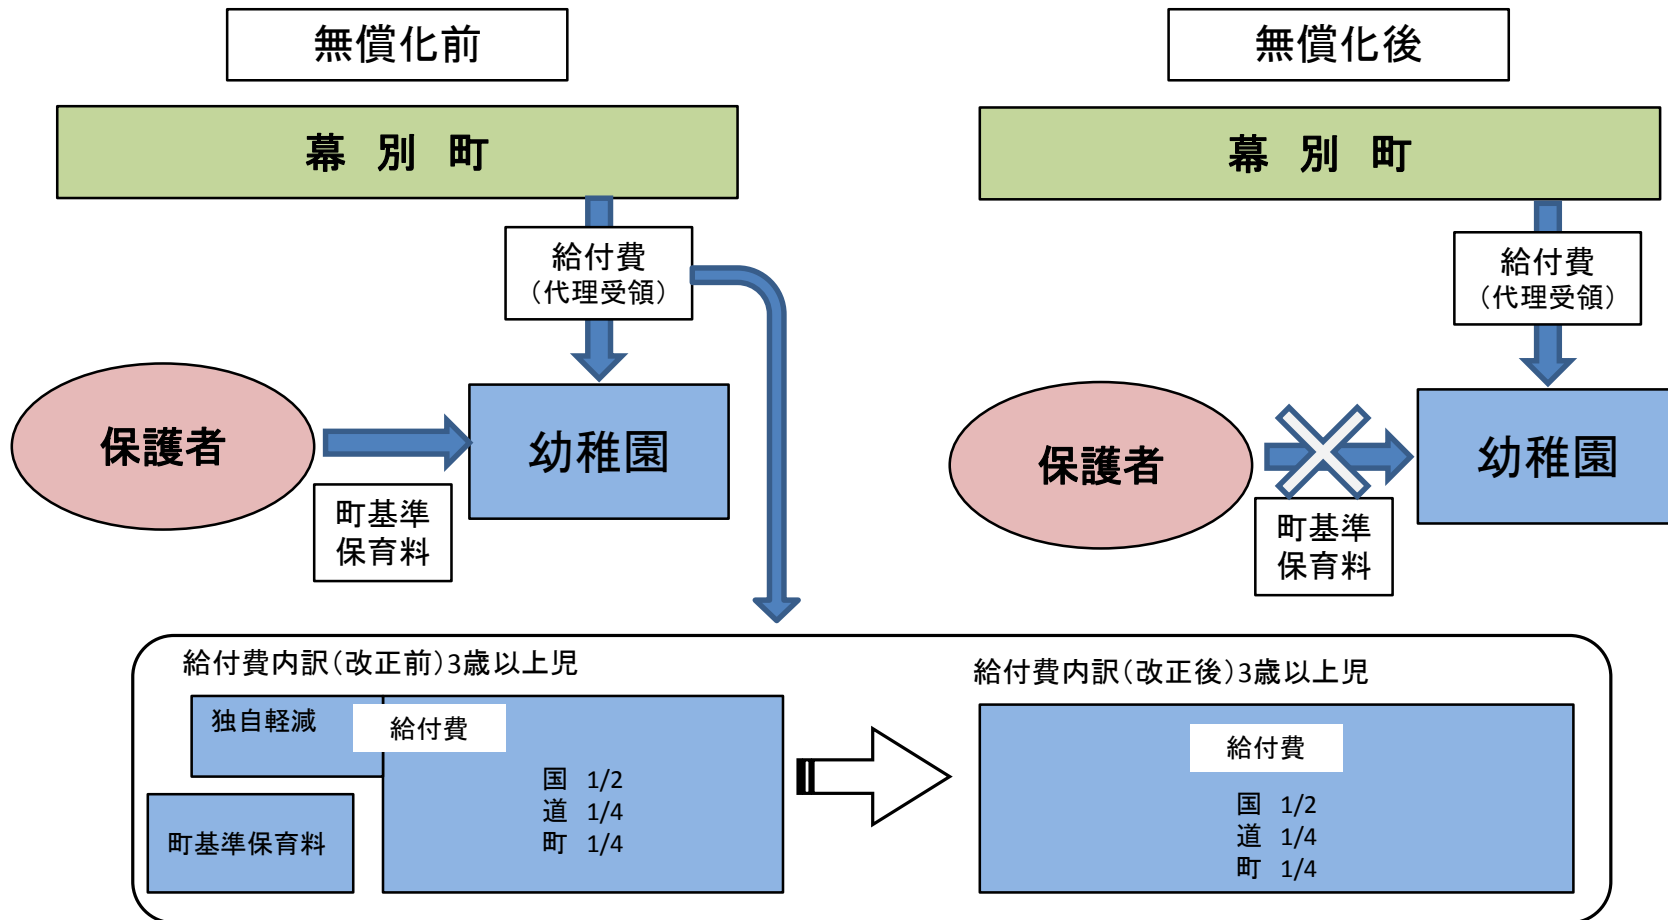 無償化前
幕別町
給付費
（代理受領）
保護者
幼稚園
町基準
保育料
無償化後
幕別町
給付費
（代理受領）
保護者
幼稚園
町基準
保育料
給付費内訳（改正前）3歳以上児
独自軽減
給付費
国 1/2
道 1/4
町 1/4
町基準保育料
給付費内訳（改正後）3歳以上児
給付費
国 1/2
道 1/4
町 1/4